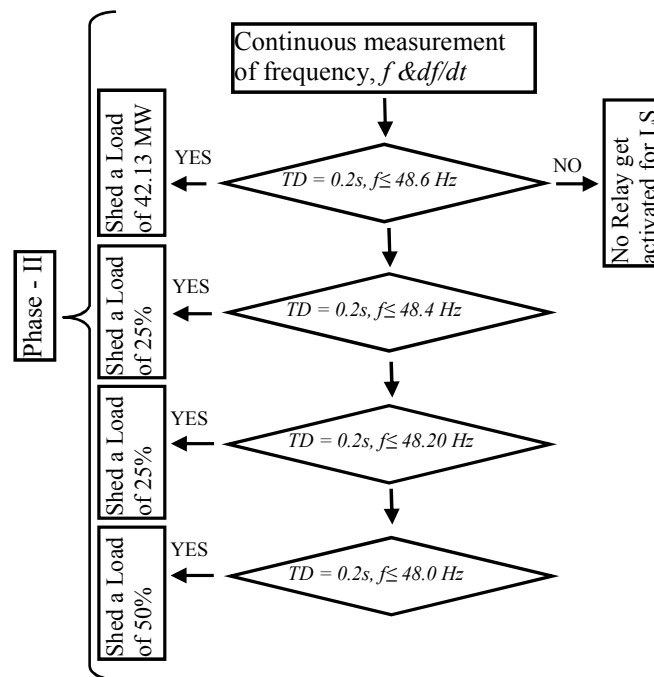 Continuous measurement
of frequency, f &df/dt
Shed a Load
of 42.13 MW
YES
TD = 0.2s, f≤ 48.6 Hz
NO
No Relay get
activated for LS
Phase - II
Shed a Load
of 25%
YES
TD = 0.2s, f≤ 48.4 Hz
Shed a Load
of 25%
YES
TD = 0.2s, f≤ 48.20 Hz
Shed a Load
of 50%
YES
TD = 0.2s, f≤ 48.0 Hz